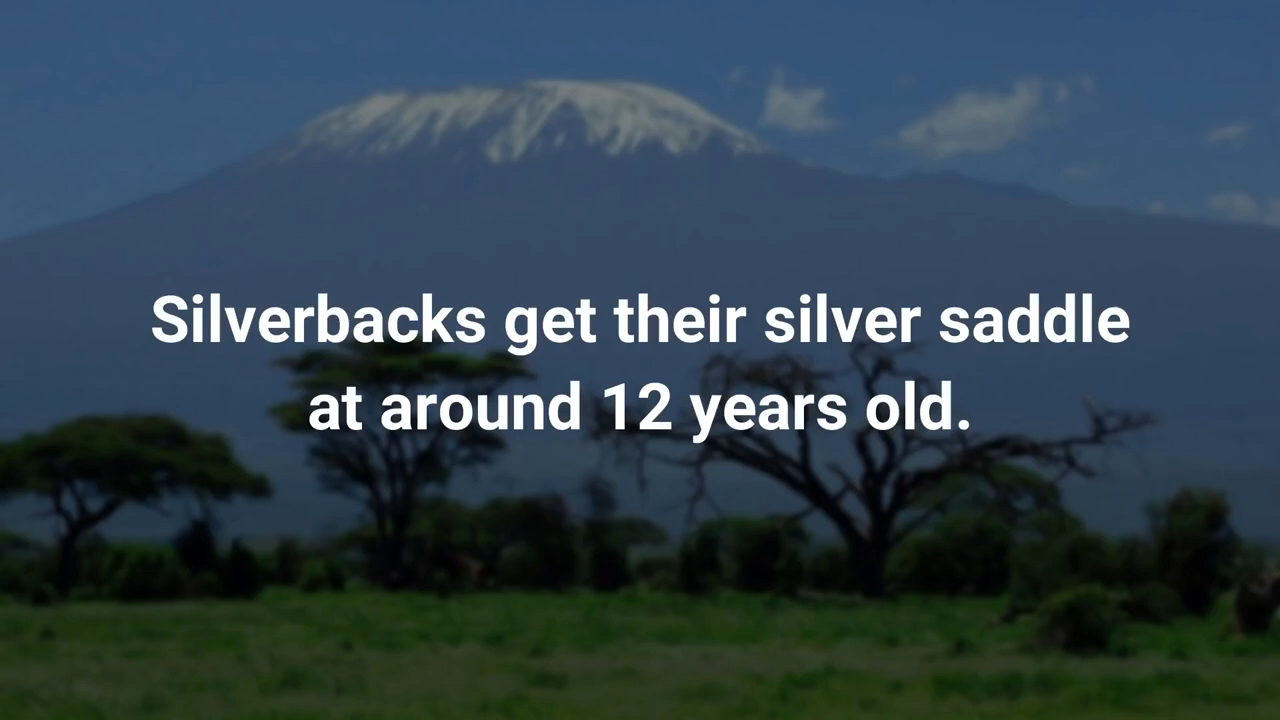 Silverbacks get their silver saddle
at around 12 years old.